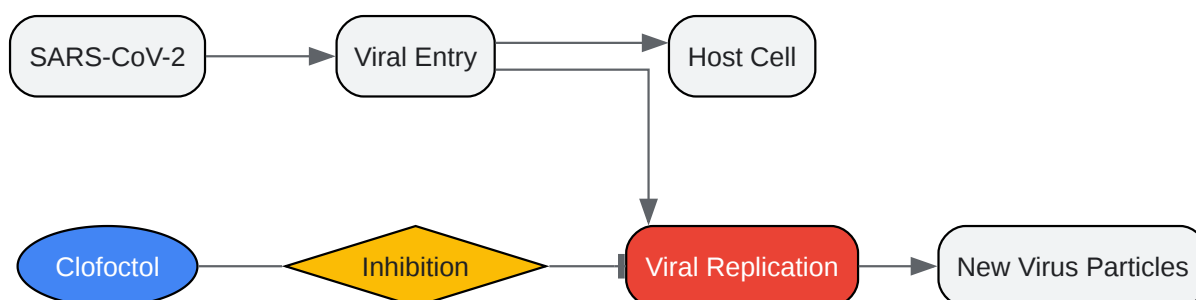 SARS-CoV-2
Viral Entry
Host Cell
Clofoctol
Inhibition
Viral Replication
New Virus Particles